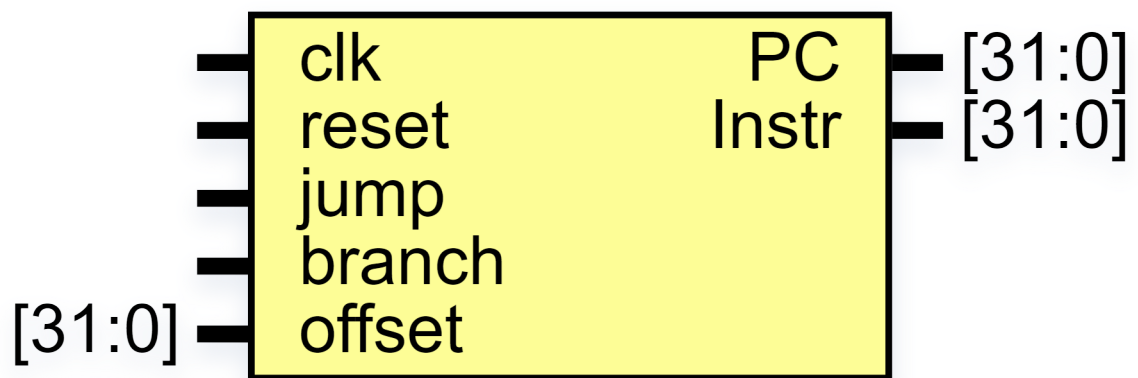 clk PC [31:0]
reset Instr [31:0]
jump
branch
[31:0] offset